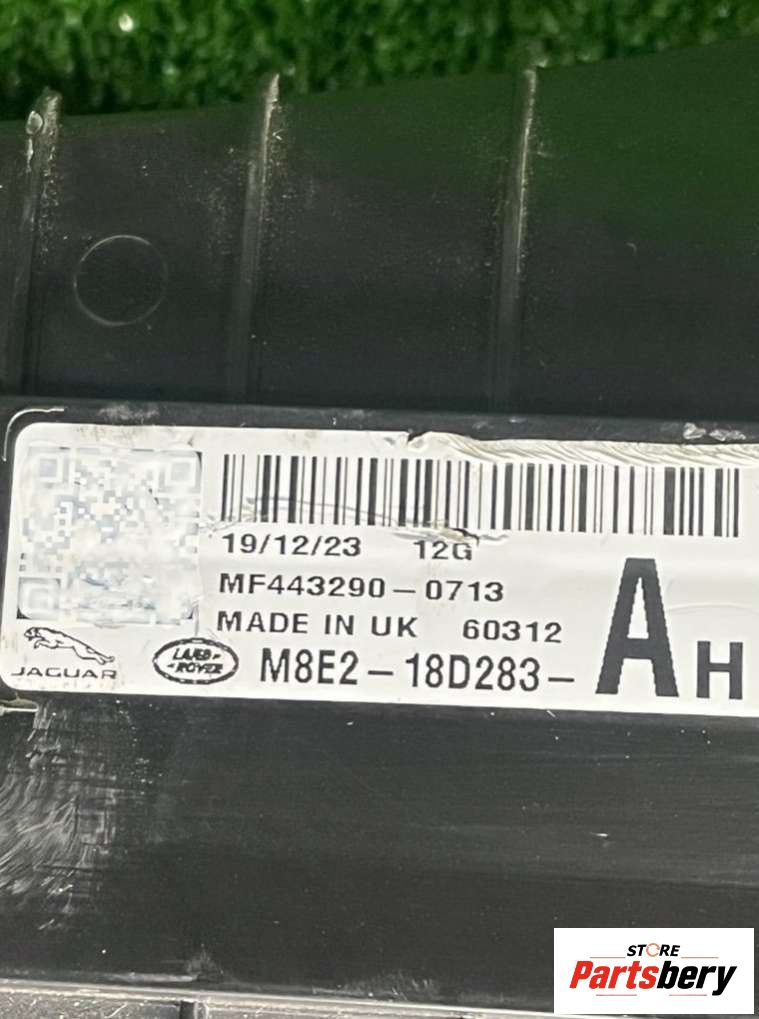 19/12/23 12G
MF443290-0713
MADE IN UK 60312
JAGUAR
LAND-
-ROVER
M8E2-18D283-AH
STORE
Partsbery